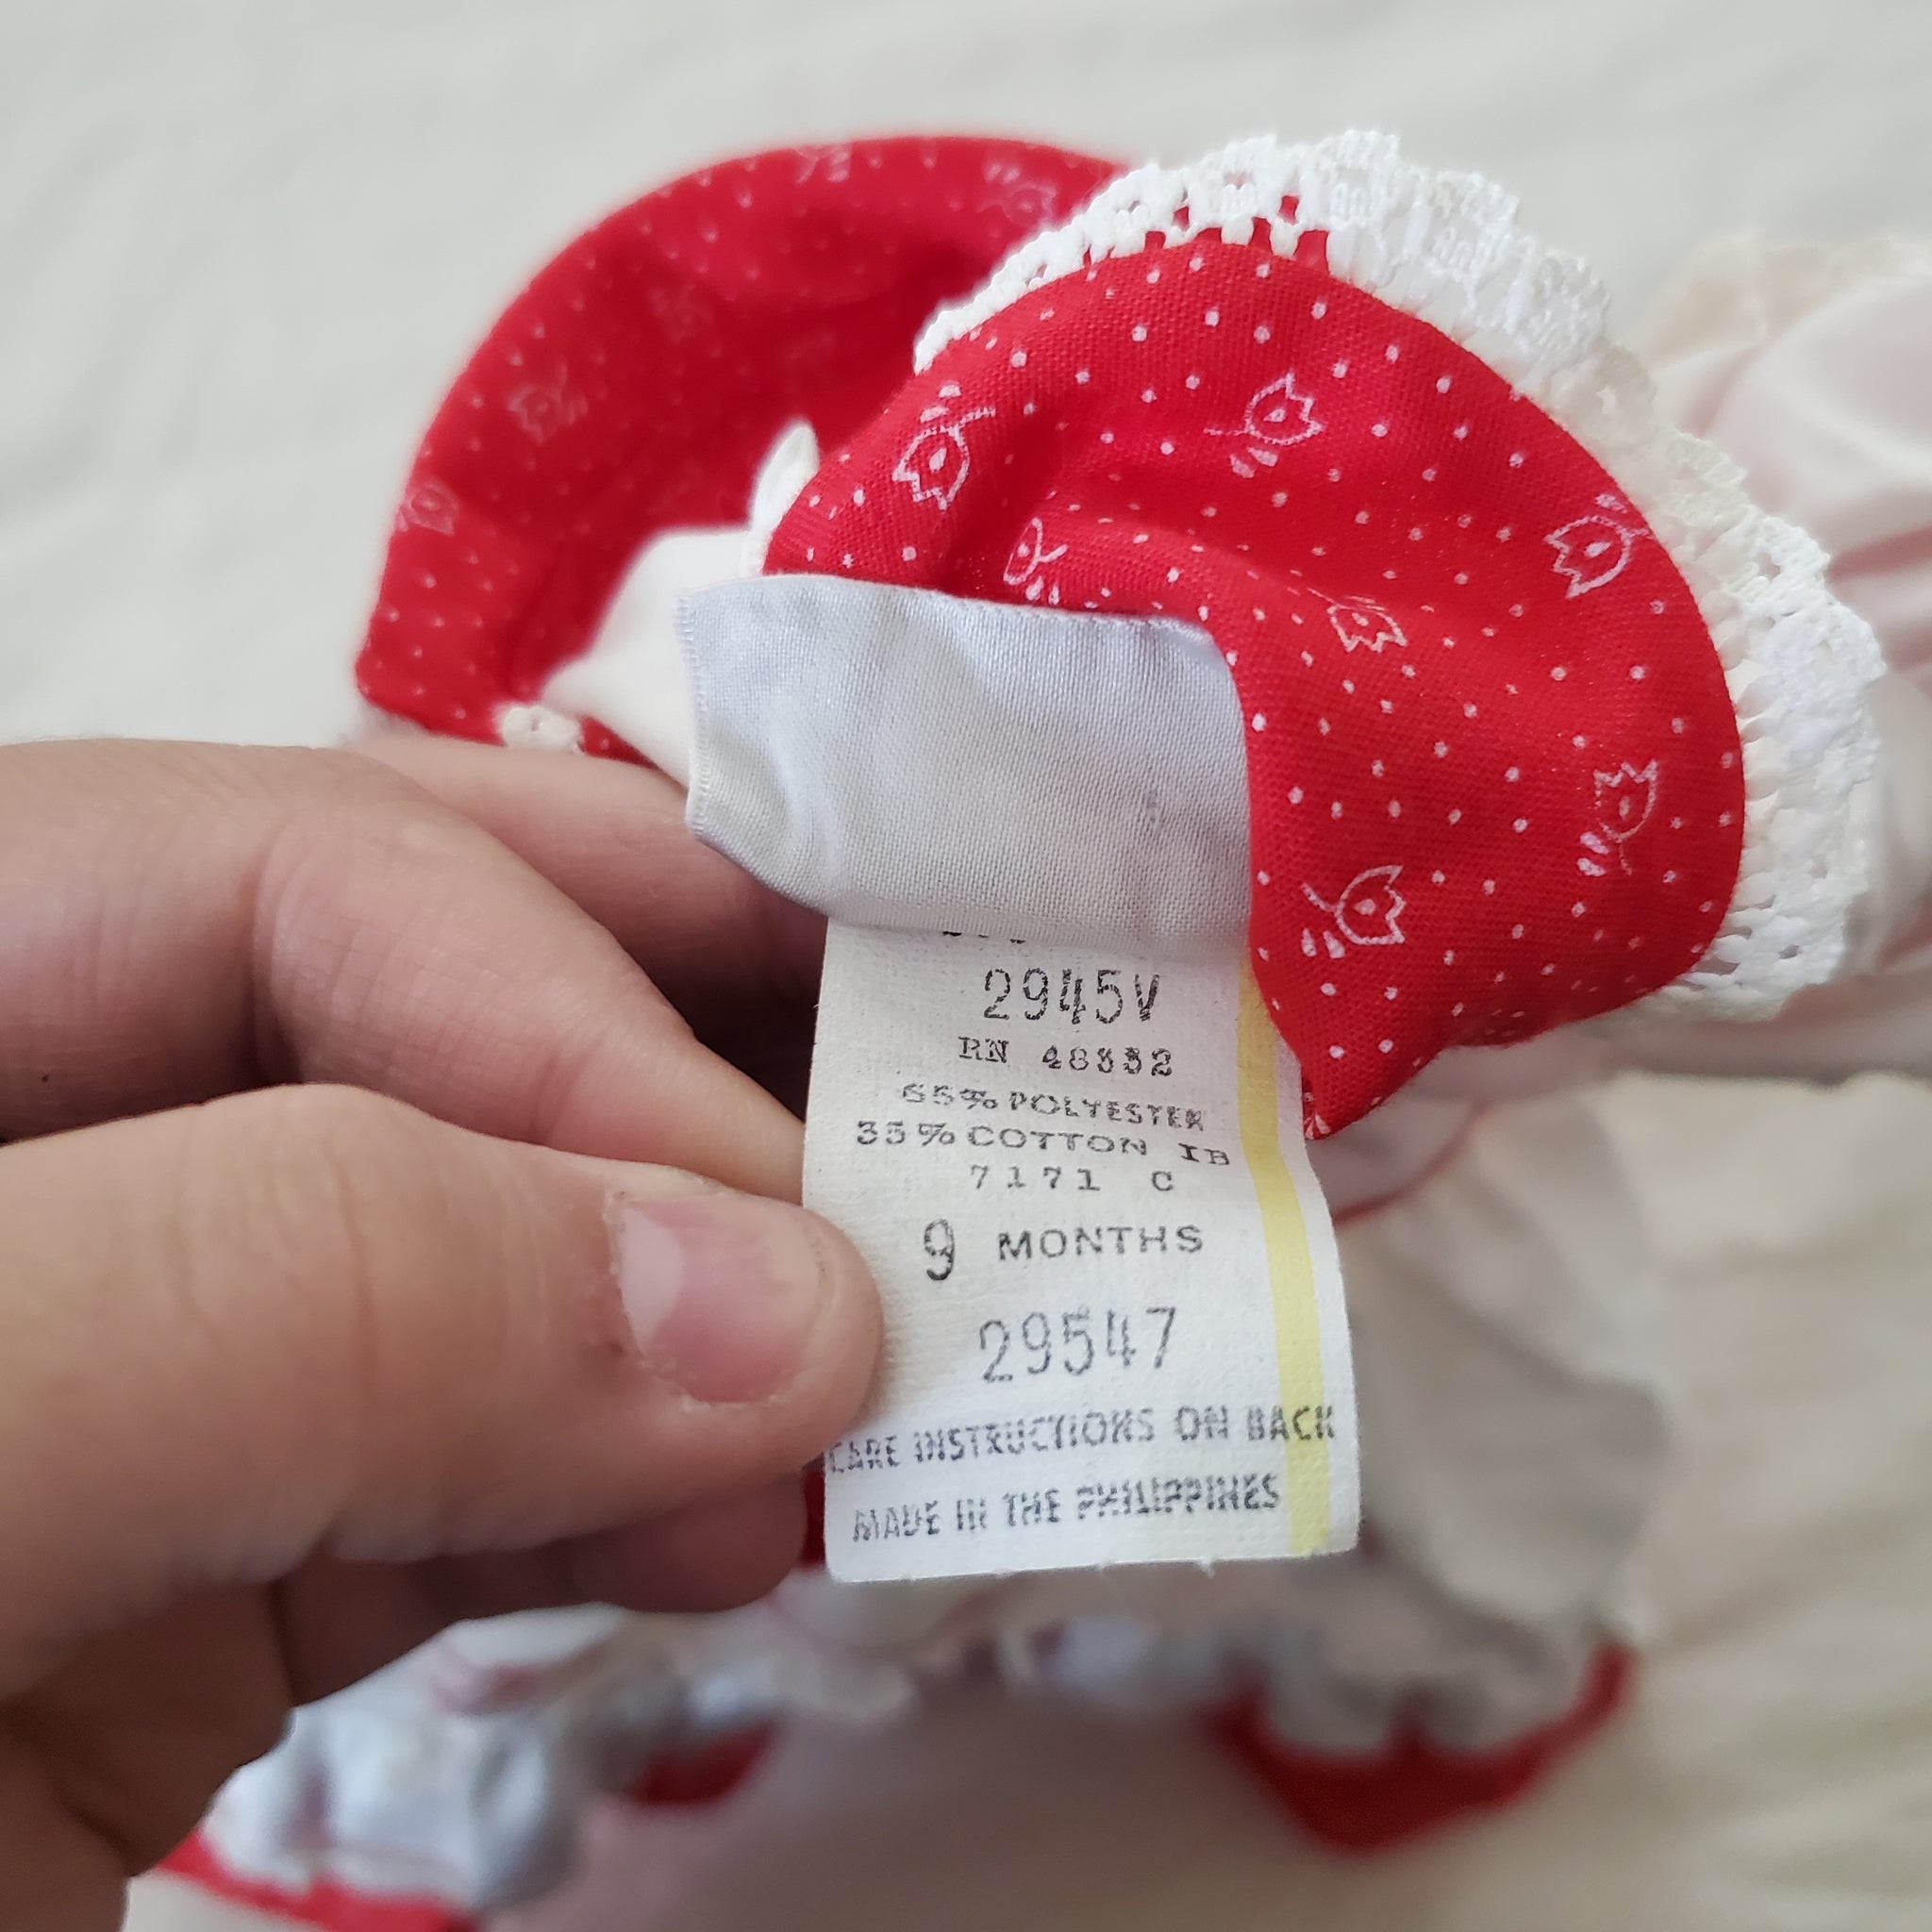 2945V
RN 48332
65% POLYESTER
35% COTTON IB
7171 C
9 MONTHS
29547
CARE INSTRUCTIONS ON BACK
MADE IN THE PHILIPPINES